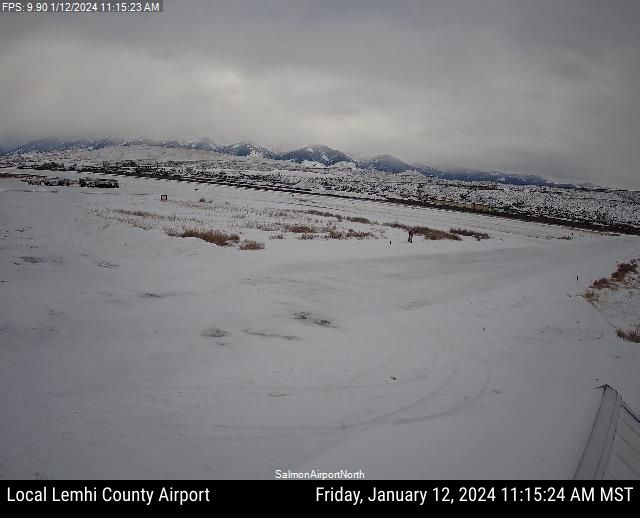 FPS: 9.90 1/12/2024 11:15:23 AM
SalmonAirportNorth
Local Lemhi County Airport Friday, January 12, 2024 11:15:24 AM MST